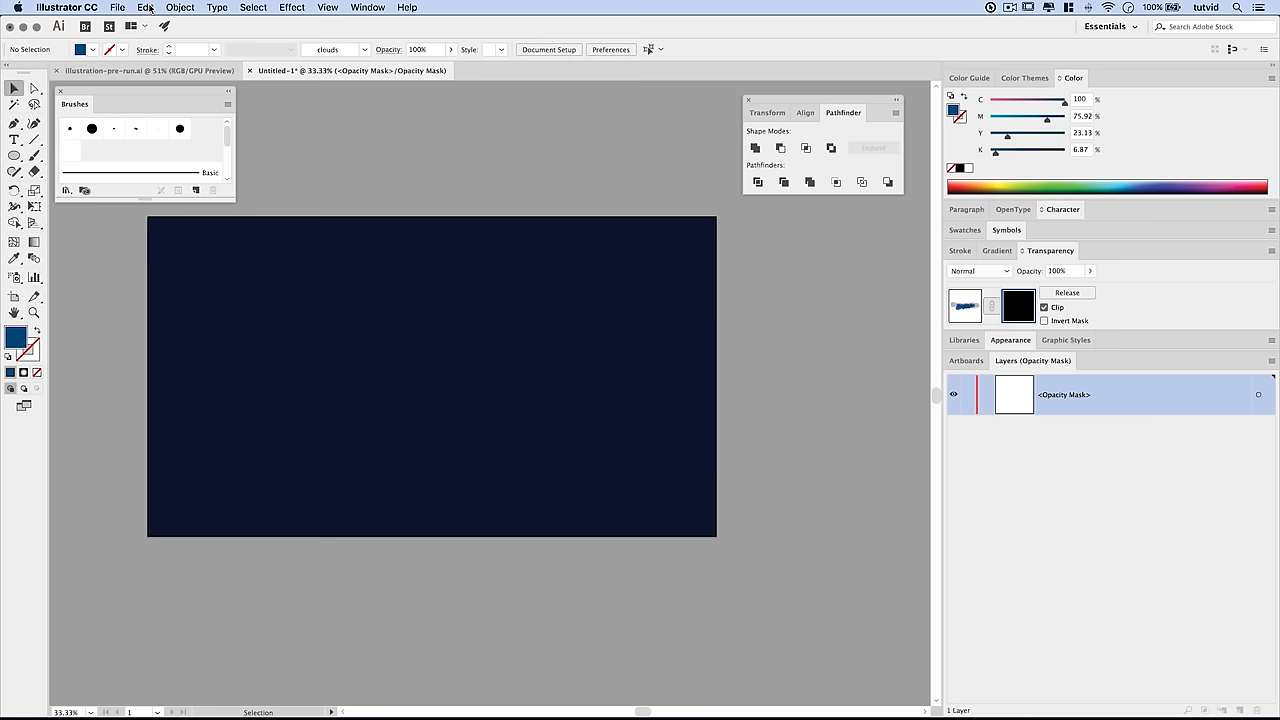 Illustrator CC File Edit Object Type Select Effect View Window Help 100% tutvid
Ai Br St Essentials Search Adobe Stock
No Selection Stroke: clouds Opacity: 100% Style: Document Setup Preferences
illustration-pre-run.ai @ 51% (RGB/GPU Preview) Untitled-1* @ 33.33% (<Opacity Mask>/Opacity Mask)
Brushes
Basic
Transform Align Pathfinder
Shape Modes:
Expand
Pathfinders:
Color Guide Color Themes Color
C 100 %
M 75.92 %
Y 23.13 %
K 6.87 %
Paragraph OpenType Character
Swatches Symbols
Stroke Gradient Transparency
Normal Opacity: 100%
Release
Clip
Invert Mask
Libraries Appearance Graphic Styles
Artboards Layers (Opacity Mask)
<Opacity Mask>
33.33% 1 Selection
1 Layer